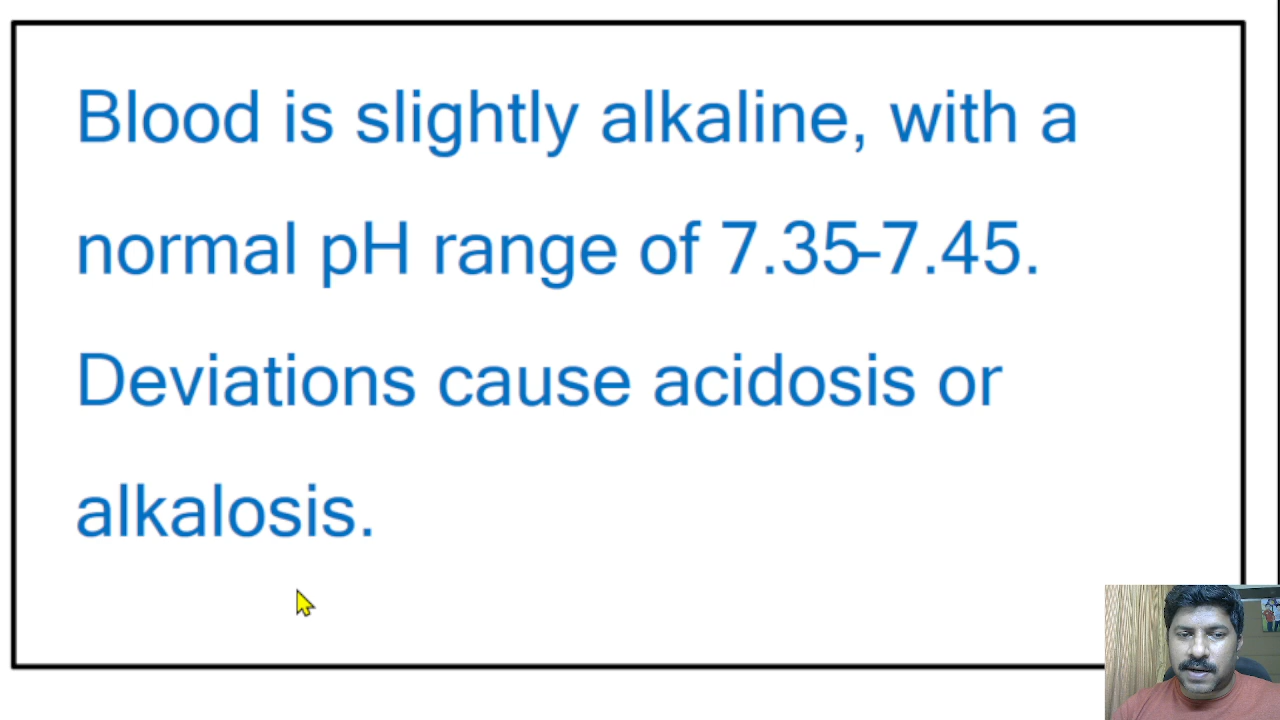 Blood is slightly alkaline, with a
normal pH range of 7.35–7.45.
Deviations cause acidosis or
alkalosis.